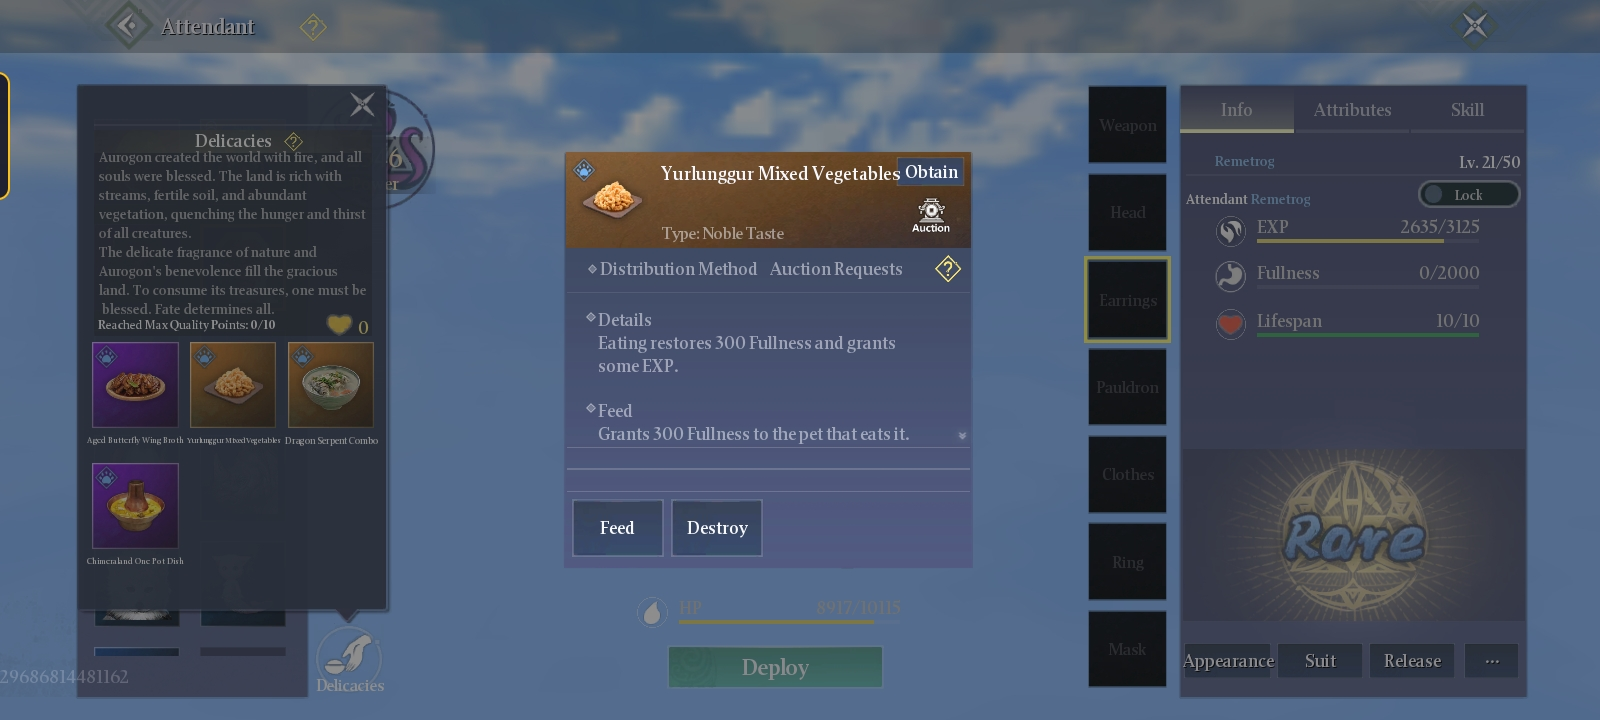 Attendant
Delicacies
Aurogon created the world with fire, and all
souls were blessed. The land is rich with
streams, fertile soil, and abundant
vegetation, quenching the hunger and thirst
of all creatures.
The delicate fragrance of nature and
Aurogon's benevolence fill the gracious
land. To consume its treasures, one must be
blessed. Fate determines all.
Reached Max Quality Points: 0/10
0
Aged Butterfly Wing Broth
Yurlunggur Mixed Vegetables
Dragon Serpent Combo
Chimeraland One Pot Dish
29686814481162
Delicacies
Yurlunggur Mixed Vegetables
Obtain
Type: Noble Taste
Auction
Distribution Method Auction Requests
Details
Eating restores 300 Fullness and grants
some EXP.
Feed
Grants 300 Fullness to the pet that eats it.
Feed
Destroy
HP 8917/10115
Deploy
Weapon
Head
Earrings
Pauldron
Clothes
Ring
Mask
Info
Attributes
Skill
Remetrog
Lv. 21/50
Attendant Remetrog
Lock
EXP 2635/3125
Fullness 0/2000
Lifespan 10/10
Rare
Appearance
Suit
Release
...